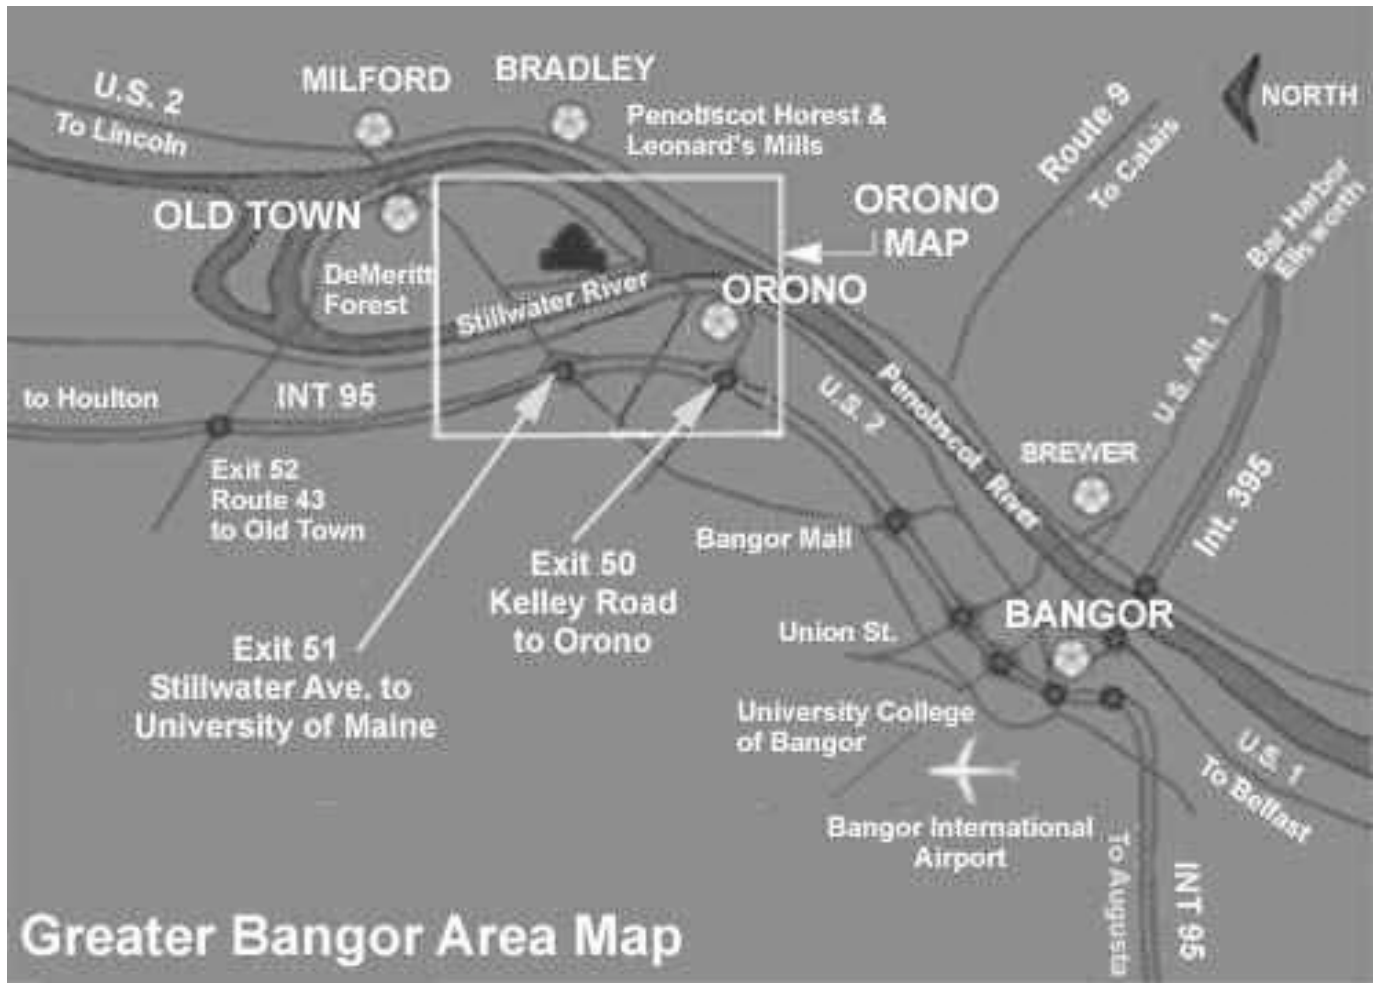 U.S. 2
To Lincoln
MILFORD
BRADLEY
Penobscot Horest &
Leonard's Mills
Route 9
To Calais
NORTH
OLD TOWN
ORONO
MAP
Bar Harbor
Ellsworth
DeMeritt
Forest
Stillwater River
ORONO
to Houlton
INT 95
U.S. 2
Penobscot River
U.S. Alt. 1
BREWER
Int. 395
Exit 52
Route 43
to Old Town
Bangor Mall
Exit 50
Kelley Road
to Orono
BANGOR
Union St.
Exit 51
Stillwater Ave. to
University of Maine
University College
of Bangor
U.S. 1
To Belfast
Bangor International
Airport
To Augusta
INT 95
Greater Bangor Area Map